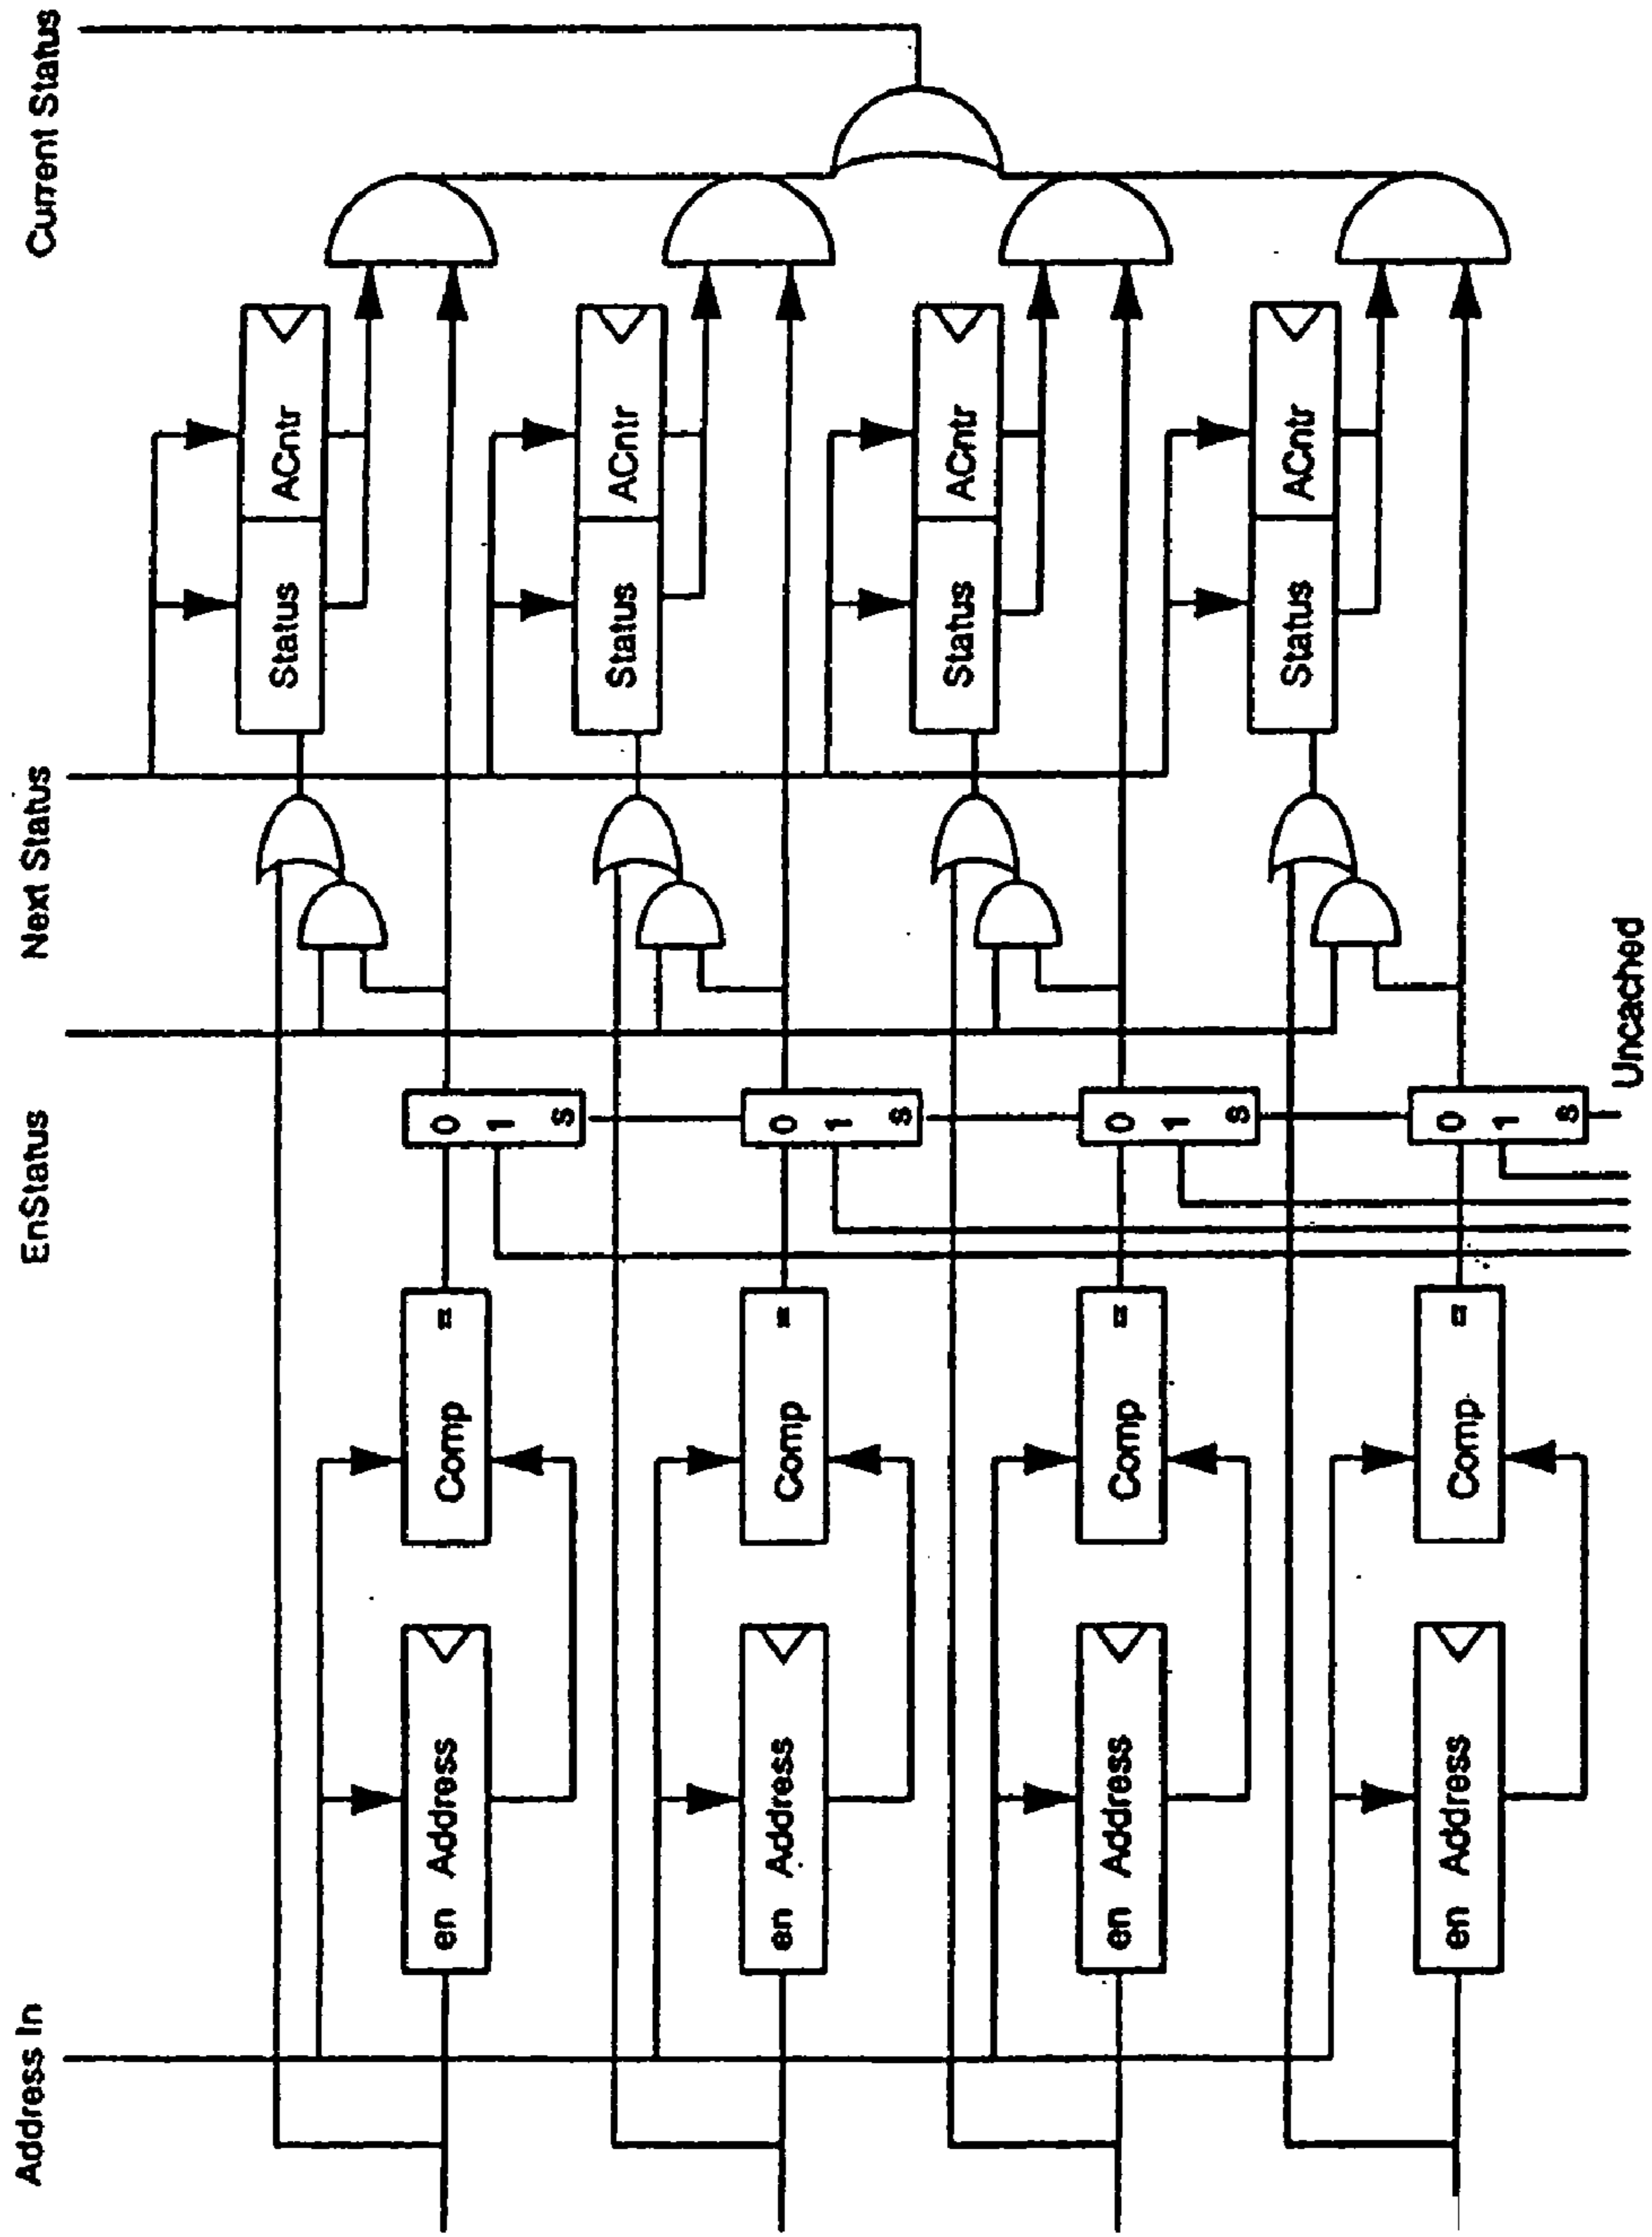 Address In EnStatus Next Status Current Status
Status ACntr
en Address Comp = 0
1
s
Status ACntr
en Address Comp = 0
1
s
Status ACntr
en Address Comp = 0
1
s
Status ACntr
en Address Comp = 0
1
s
Uncached